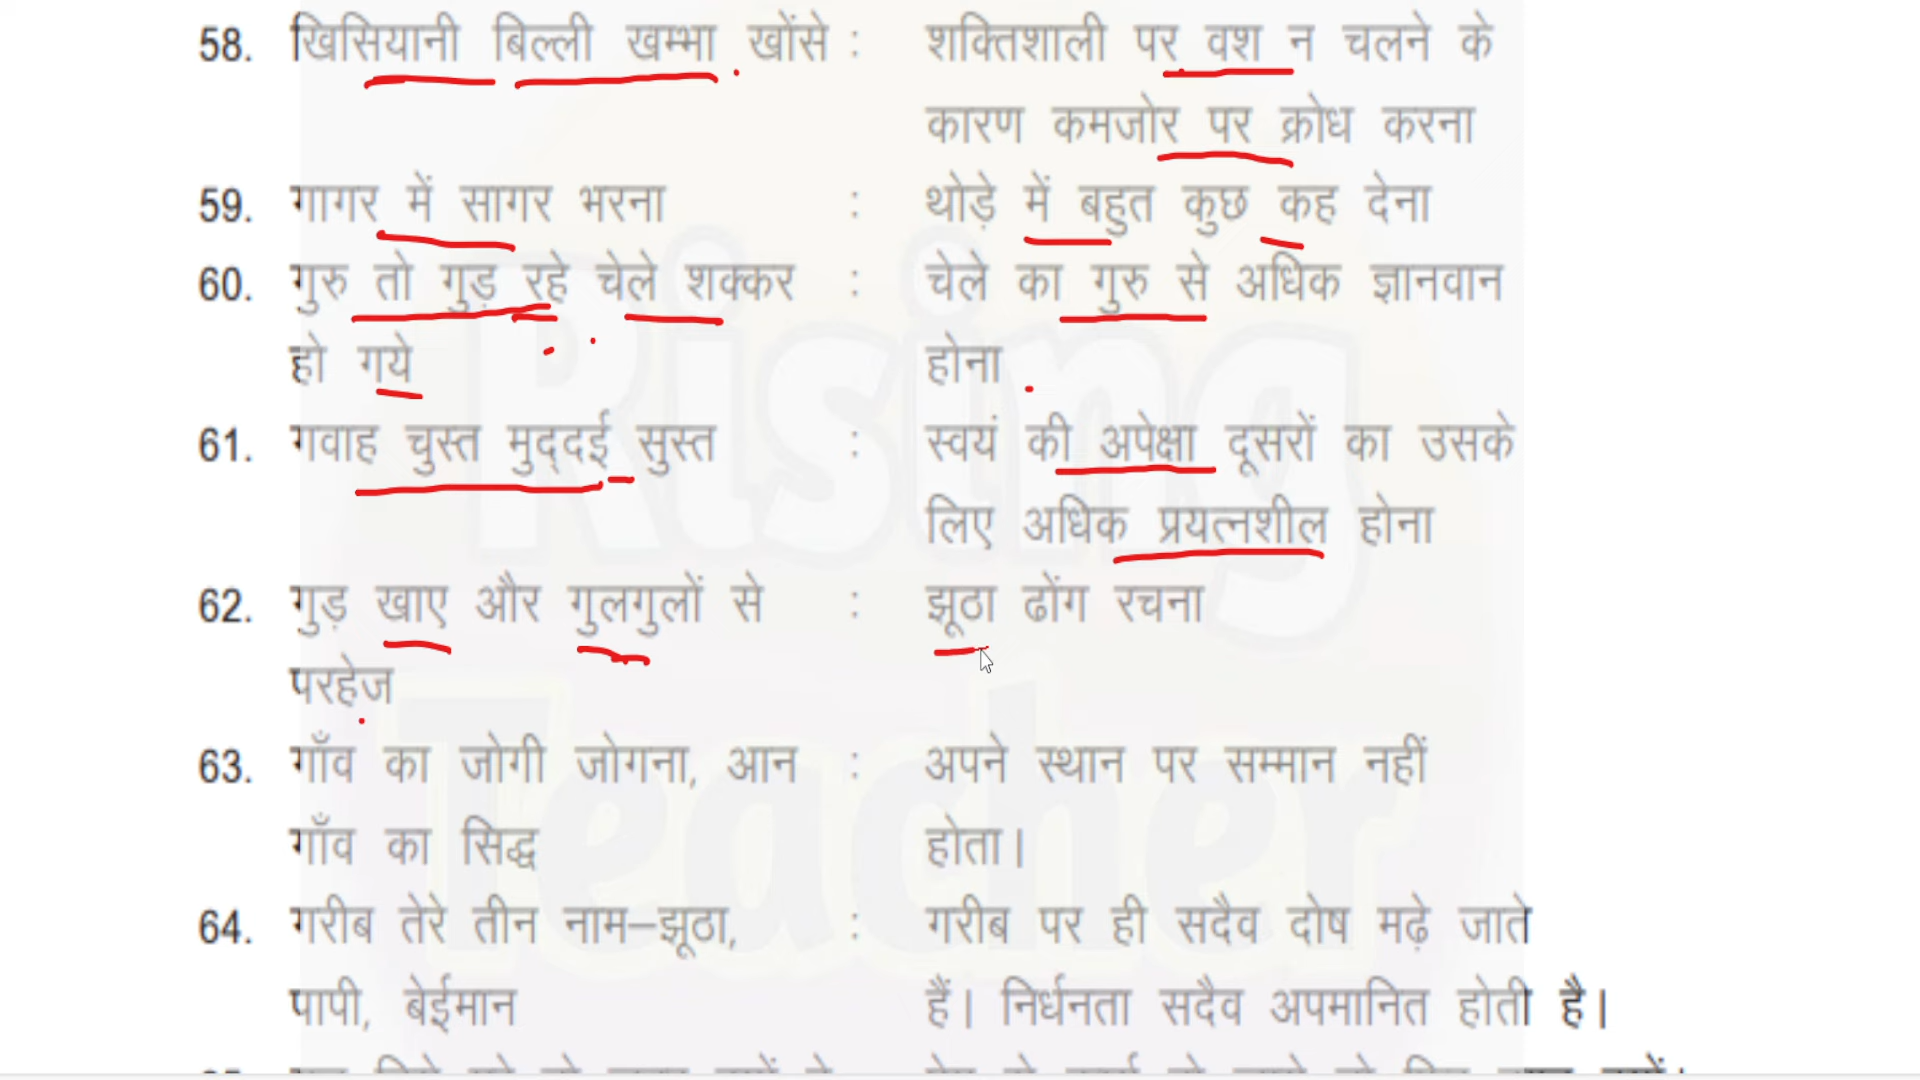 58. खिसियानी बिल्ली खम्भा खोंसे : शक्तिशाली पर वश न चलने के
कारण कमजोर पर क्रोध करना
59. गागर में सागर भरना : थोड़े में बहुत कुछ कह देना
60. गुरु तो गुड़ रहे चेले शक्कर : चेले का गुरु से अधिक ज्ञानवान
हो गये होना
61. गवाह चुस्त मुद्दई सुस्त : स्वयं की अपेक्षा दूसरों का उसके
लिए अधिक प्रयत्नशील होना
62. गुड़ खाए और गुलगुलों से : झूठा ढोंग रचना
परहेज
63. गाँव का जोगी जोगना, आन : अपने स्थान पर सम्मान नहीं
गाँव का सिद्ध होता।
64. गरीब तेरे तीन नाम–झूठा, : गरीब पर ही सदैव दोष मढ़े जाते
पापी, बेईमान हैं। निर्धनता सदैव अपमानित होती है।
Rising
Teacher